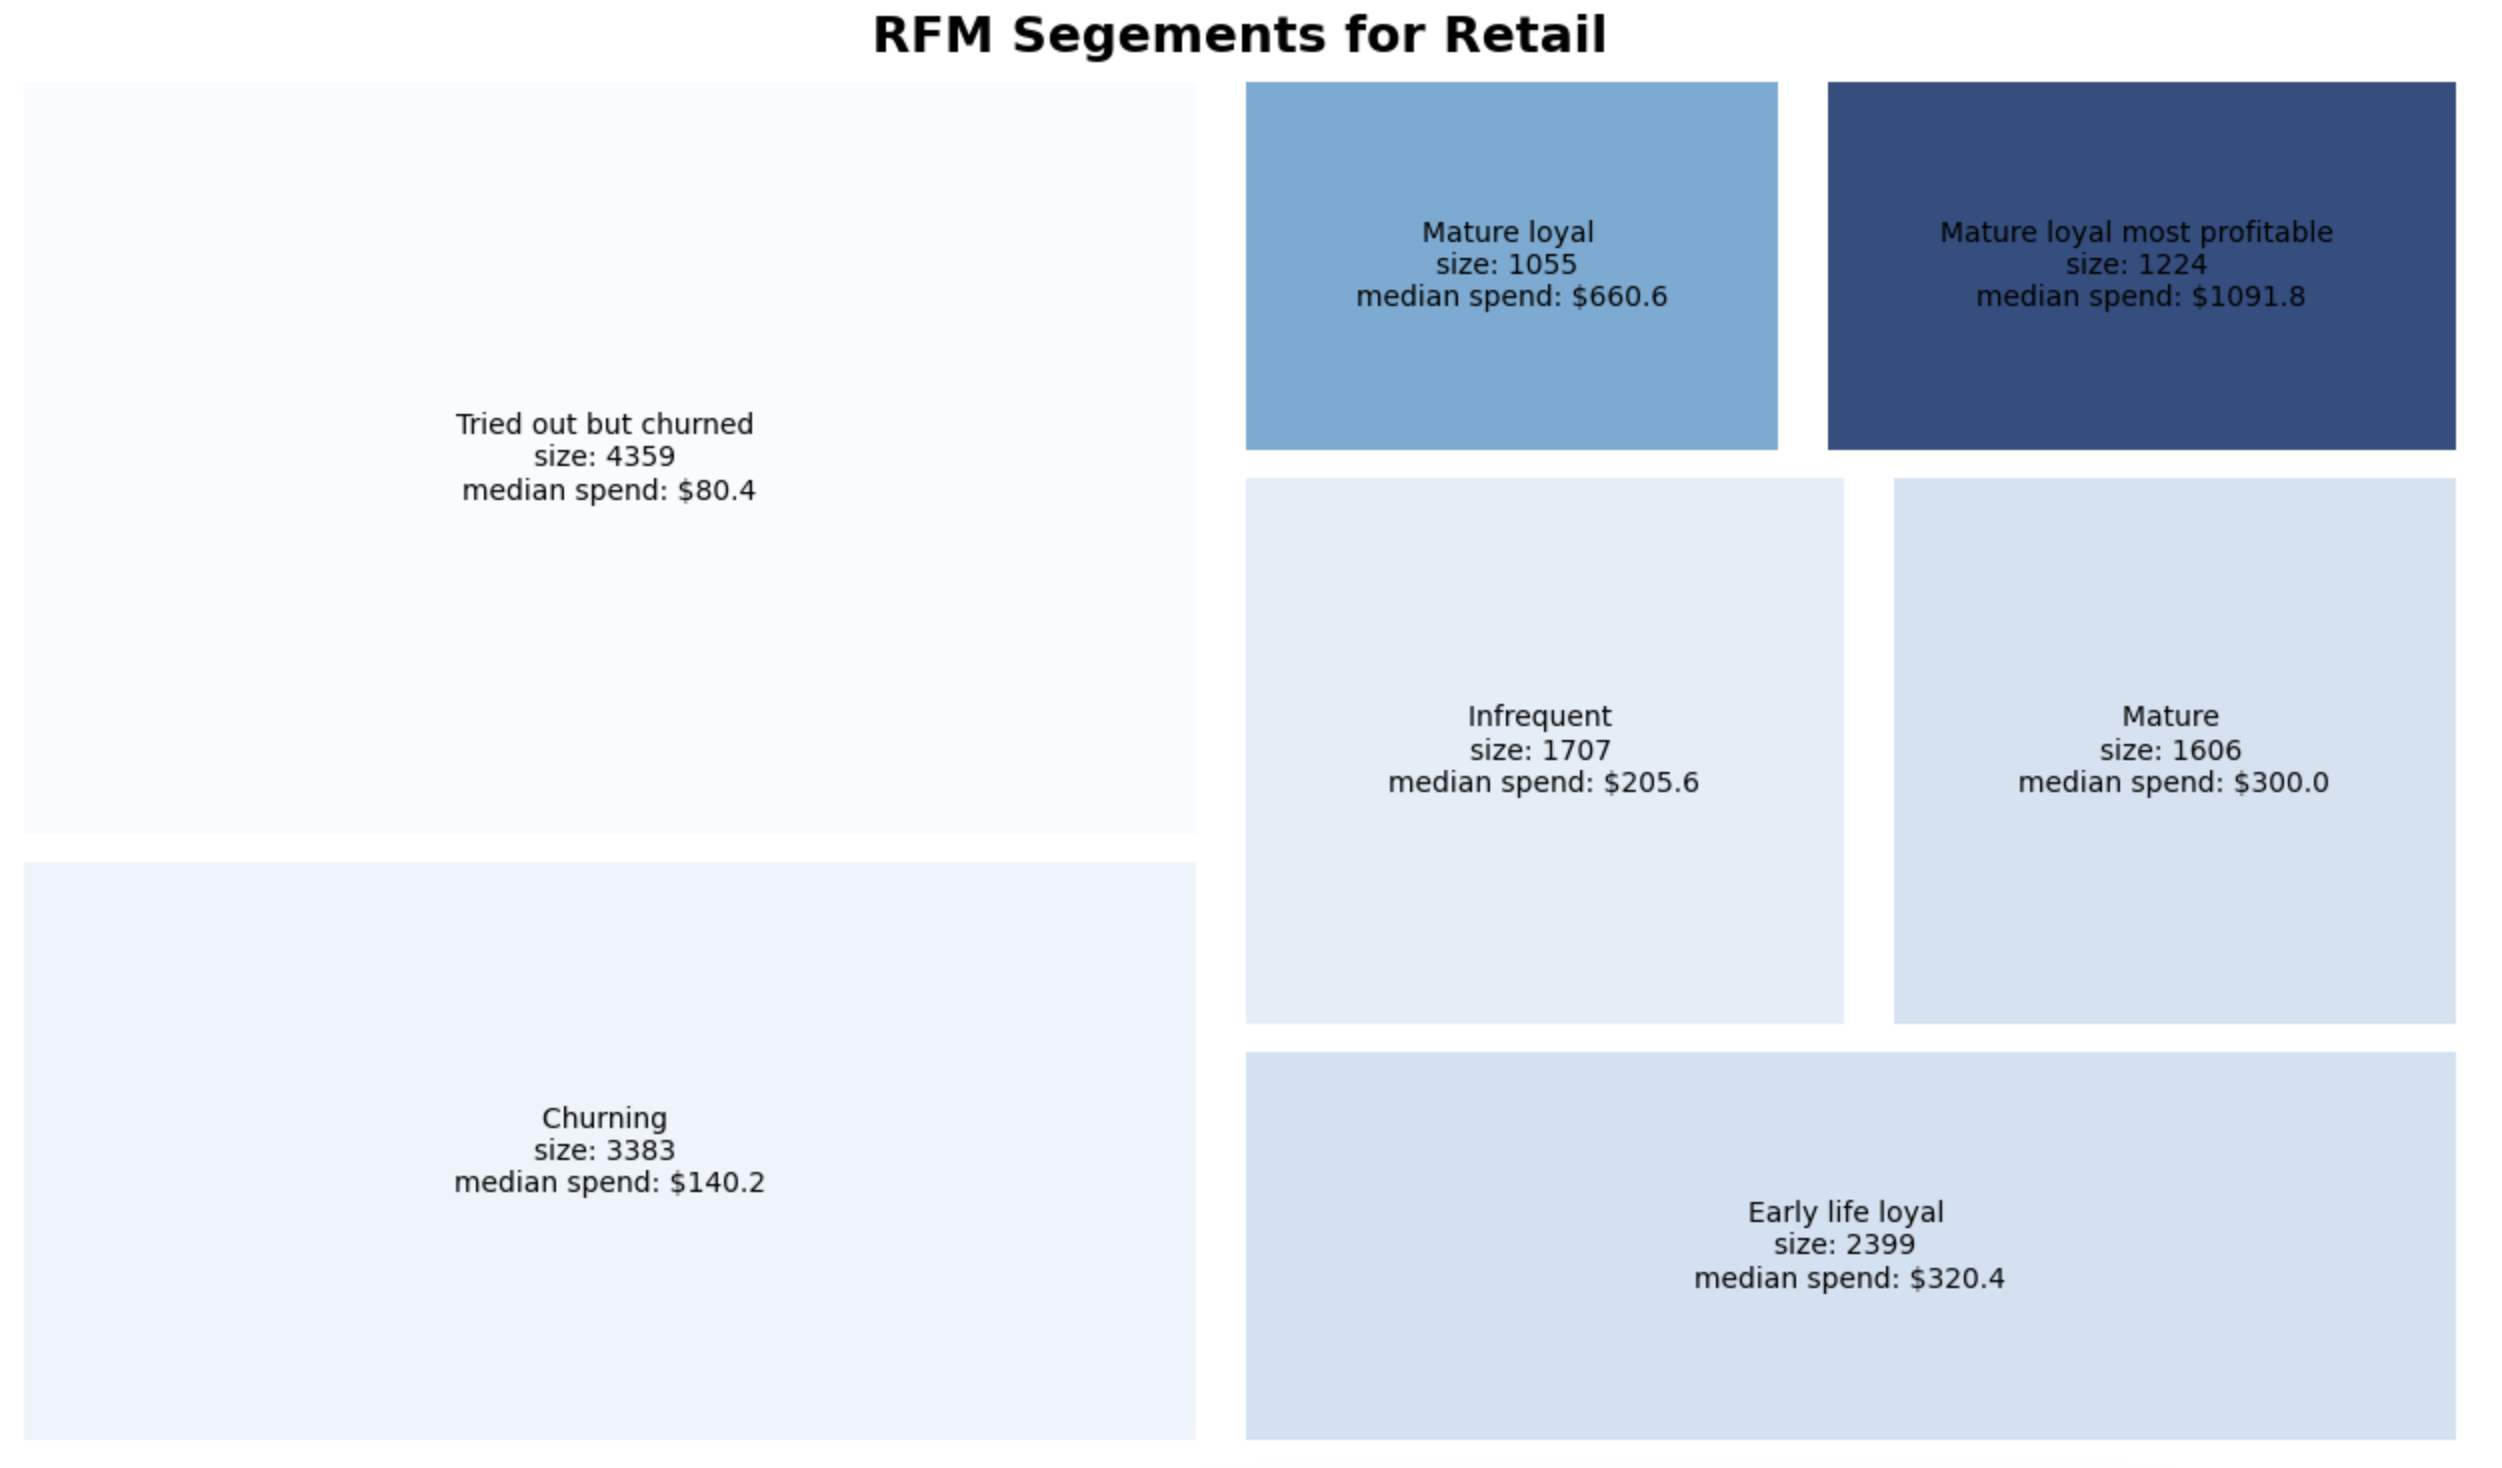 RFM Segements for Retail
Tried out but churned
size: 4359
median spend: $80.4
Churning
size: 3383
median spend: $140.2
Mature loyal
size: 1055
median spend: $660.6
Mature loyal most profitable
size: 1224
median spend: $1091.8
Infrequent
size: 1707
median spend: $205.6
Mature
size: 1606
median spend: $300.0
Early life loyal
size: 2399
median spend: $320.4